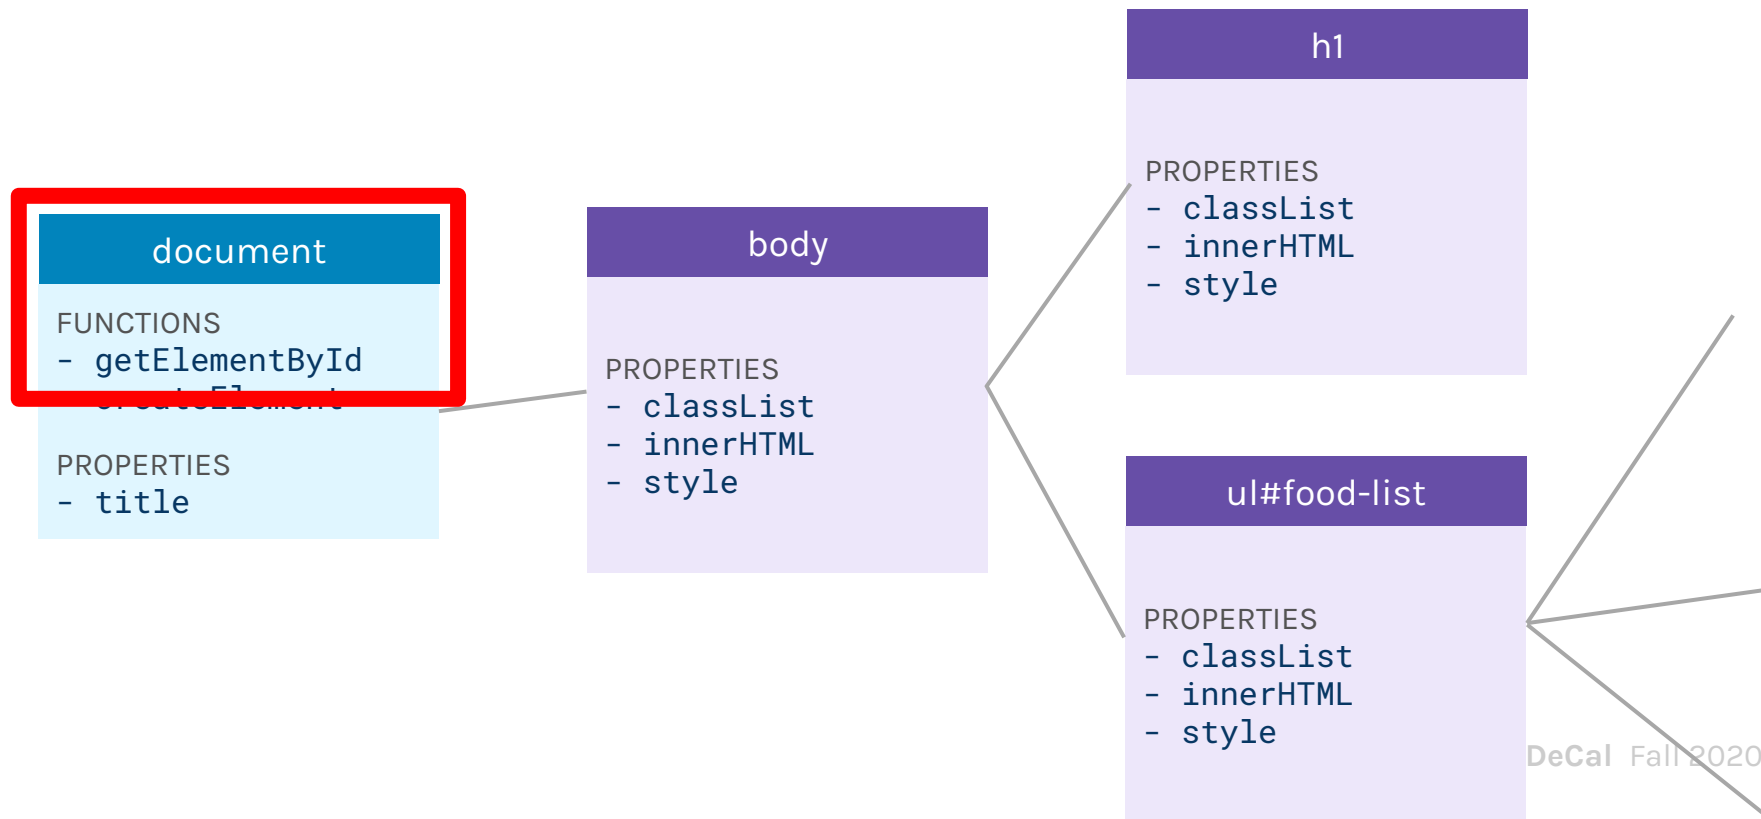 document
FUNCTIONS
- getElementById
- createElement
PROPERTIES
- title
body
PROPERTIES
- classList
- innerHTML
- style
h1
PROPERTIES
- classList
- innerHTML
- style
ul#food-list
PROPERTIES
- classList
- innerHTML
- style
DeCal Fall 2020